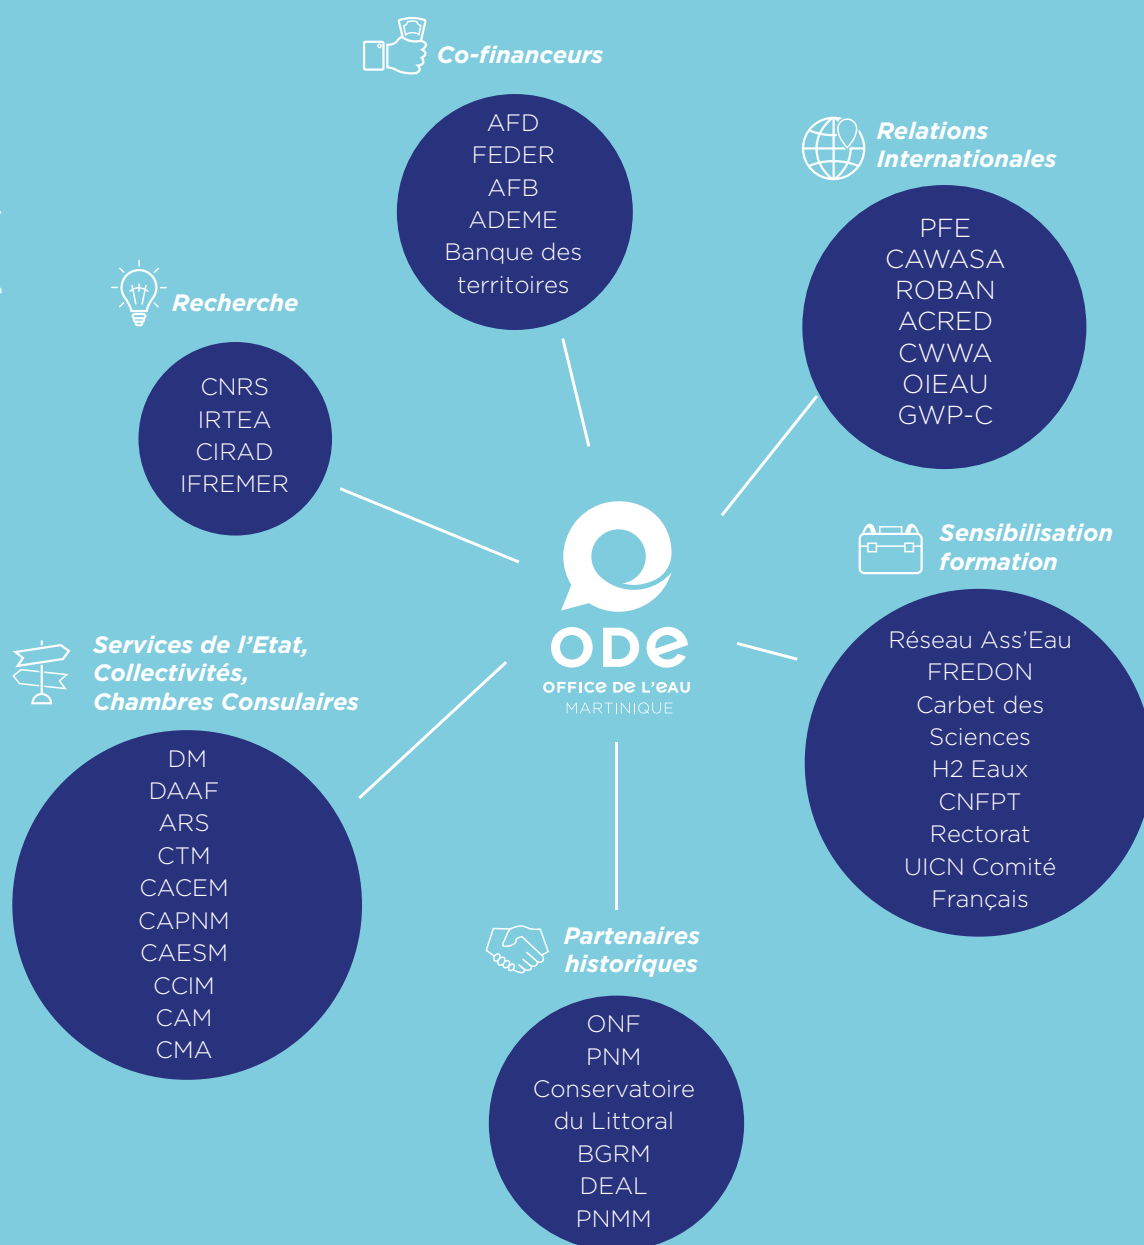 Co-financeurs
AFD
FEDER
AFB
ADEME
Banque des
territoires
Relations
Internationales
PFE
CAWASA
ROBAN
ACRED
CWWA
OIEAU
GWP-C
Recherche
CNRS
IRTEA
CIRAD
IFREMER
Sensibilisation
formation
Réseau Ass'Eau
FREDON
Carbet des
Sciences
H2 Eaux
CNFPT
Rectorat
UICN Comité
Français
ODe
OFFICe De L'eAU
MARTINIQUE
Services de l'Etat,
Collectivités,
Chambres Consulaires
DM
DAAF
ARS
CTM
CACEM
CAPNM
CAESM
CCIM
CAM
CMA
Partenaires
historiques
ONF
PNM
Conservatoire
du Littoral
BGRM
DEAL
PNMM